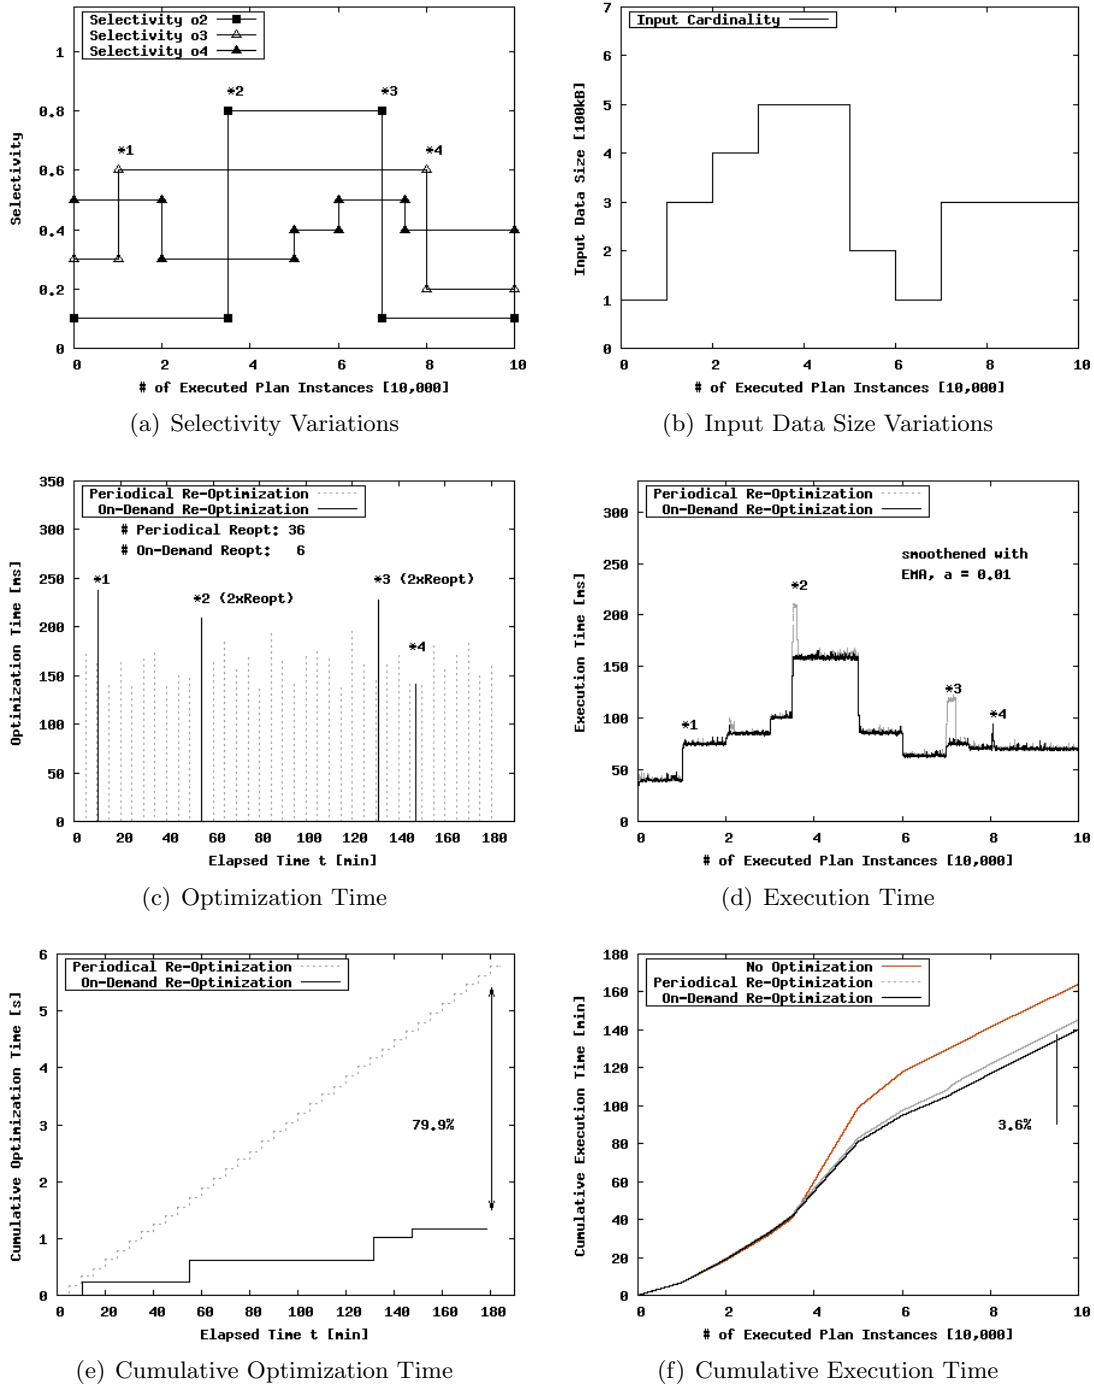 Selectivity o2
Selectivity o3
Selectivity o4
*1
*2
*3
*4
Selectivity
0
0.2
0.4
0.6
0.8
1
0 2 4 6 8 10
# of Executed Plan Instances [10,000]
(a) Selectivity Variations
Input Cardinality
Input Data Size [100kB]
0
1
2
3
4
5
6
7
0 2 4 6 8 10
# of Executed Plan Instances [10,000]
(b) Input Data Size Variations
Periodical Re-Optimization
On-Demand Re-Optimization
# Periodical Reopt: 36
# On-Demand Reopt: 6
*1
*2 (2xReopt)
*3 (2xReopt)
*4
Optimization Time [ms]
0
50
100
150
200
250
300
350
0 20 40 60 80 100 120 140 160 180
Elapsed Time t [min]
(c) Optimization Time
Periodical Re-Optimization
On-Demand Re-Optimization
smoothened with
EMA, a = 0.01
*1
*2
*3
*4
Execution Time [ms]
0
50
100
150
200
250
300
0 2 4 6 8 10
# of Executed Plan Instances [10,000]
(d) Execution Time
Periodical Re-Optimization
On-Demand Re-Optimization
79.9%
Cumulative Optimization Time [s]
0
1
2
3
4
5
6
0 20 40 60 80 100 120 140 160 180
Elapsed Time t [min]
(e) Cumulative Optimization Time
No Optimization
Periodical Re-Optimization
On-Demand Re-Optimization
3.6%
Cumulative Execution Time [min]
0
20
40
60
80
100
120
140
160
180
0 2 4 6 8 10
# of Executed Plan Instances [10,000]
(f) Cumulative Execution Time